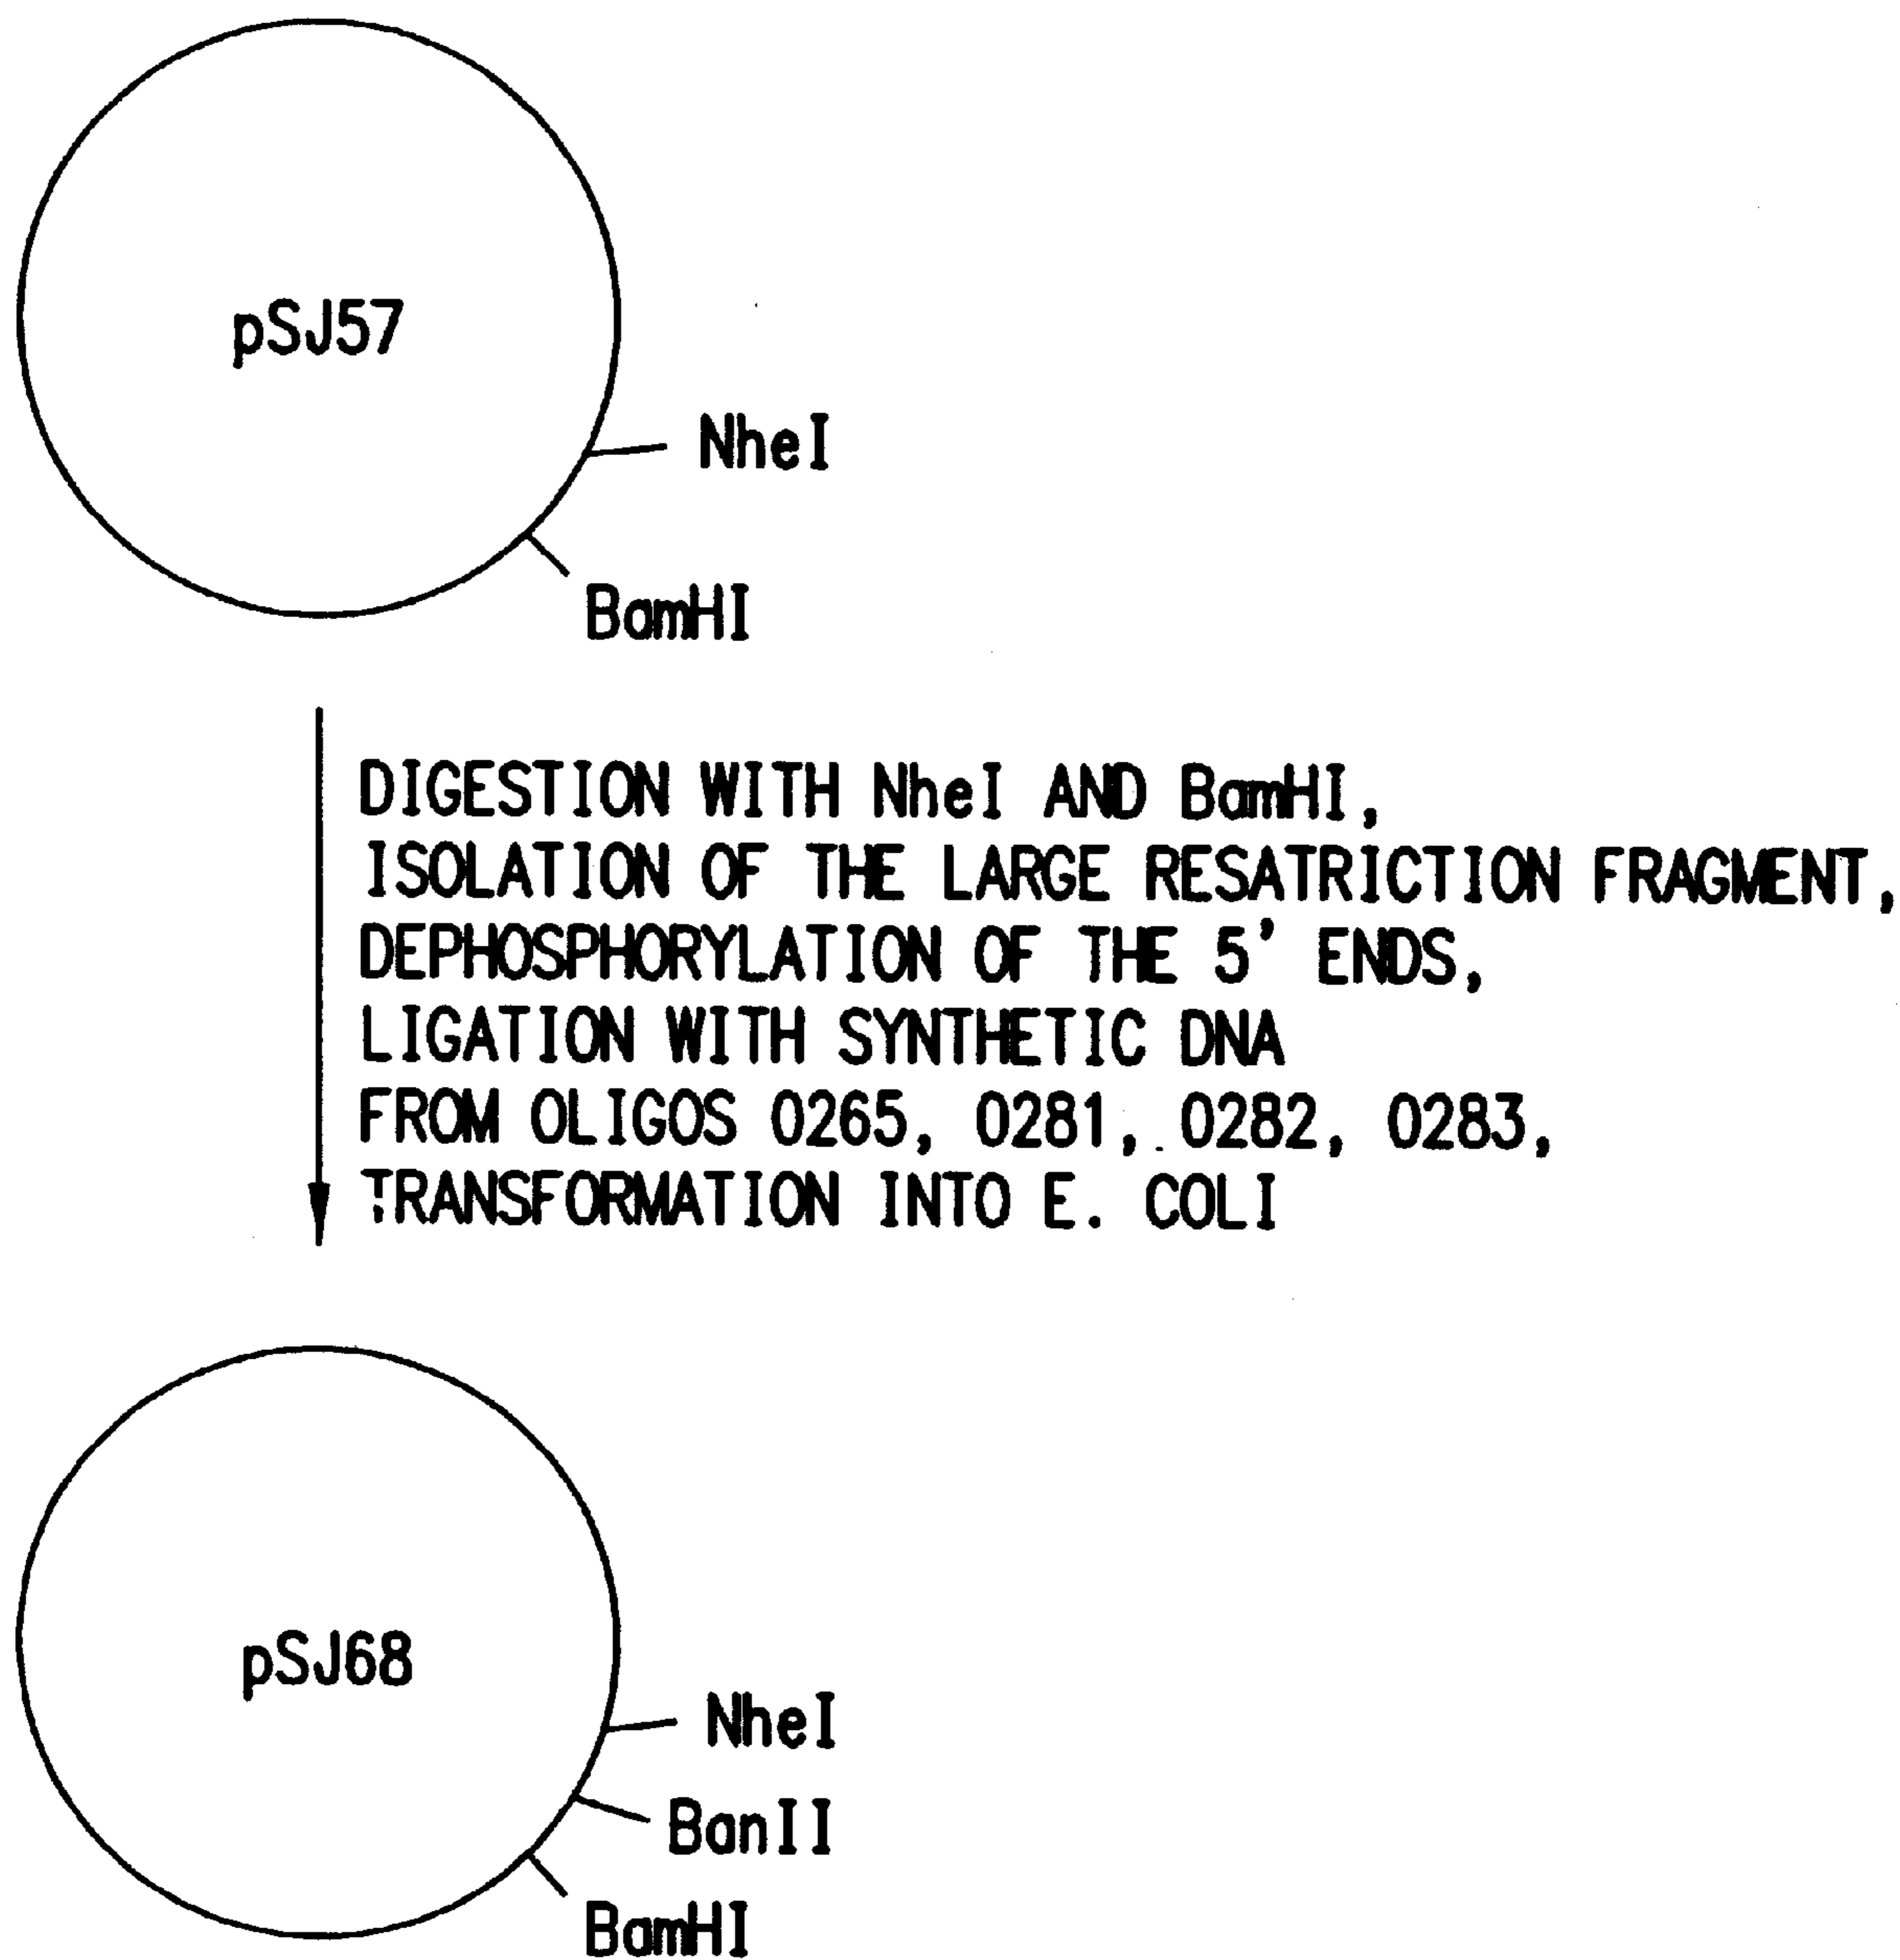 pSJ57
NheI
BamHI
DIGESTION WITH NheI AND BamHI,
ISOLATION OF THE LARGE RESATRICTION FRAGMENT,
DEPHOSPHORYLATION OF THE 5' ENDS,
LIGATION WITH SYNTHETIC DNA
FROM OLIGOS 0265, 0281, 0282, 0283,
TRANSFORMATION INTO E. COLI
pSJ68
NheI
BanII
BamHI